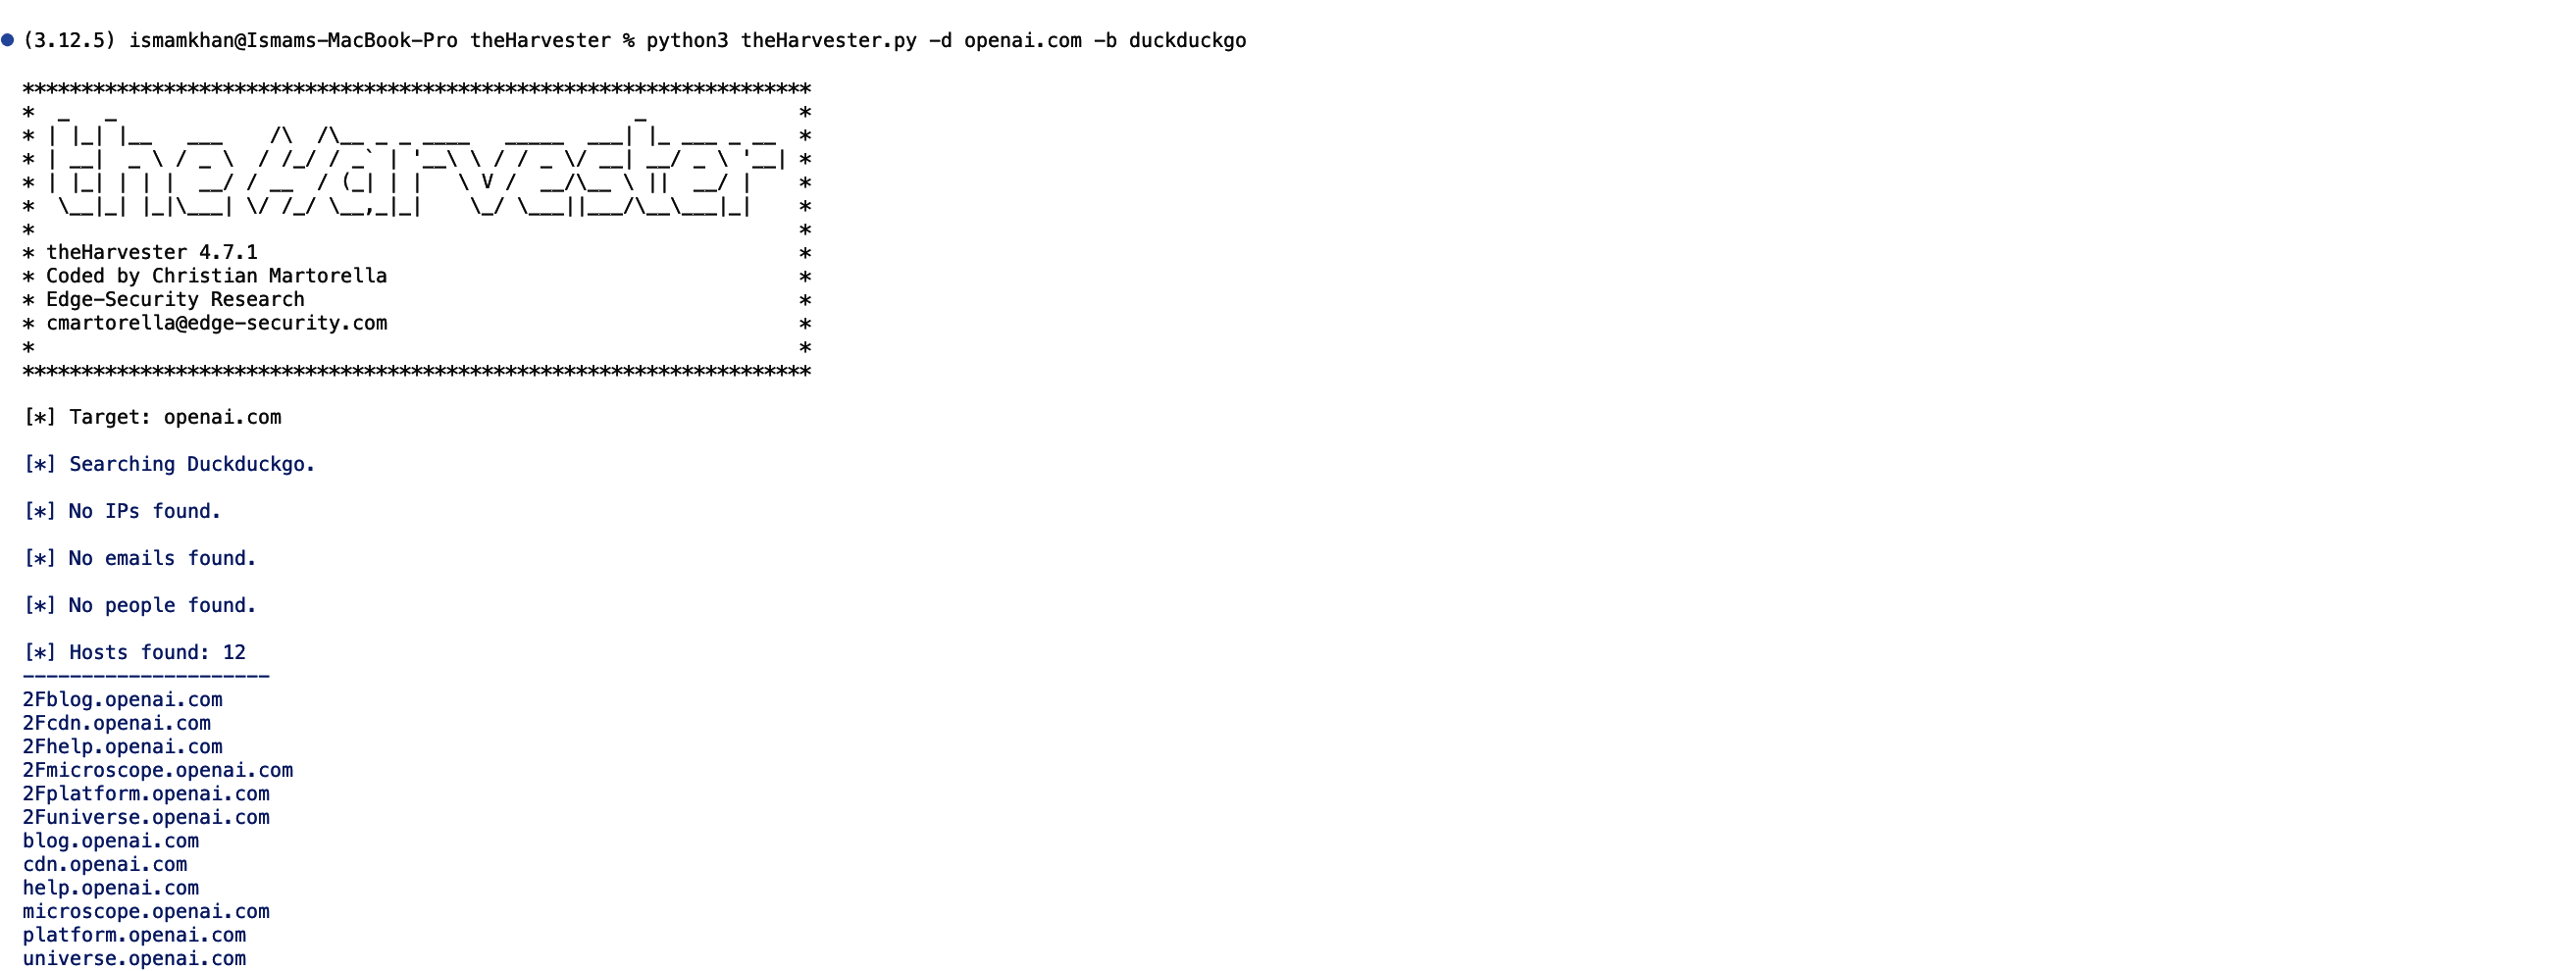 (3.12.5) ismamkhan@Ismams-MacBook-Pro theHarvester % python3 theHarvester.py -d openai.com -b duckduckgo
*******************************************************************
*  _   _                                            _             *
* | |_| |__   ___    /\  /\__ _ _ ____   _____  ___| |_ ___ _ __  *
* | __|  _ \ / _ \  / /_/ / _` | '__\ \ / / _ \/ __| __/ _ \ '__| *
* | |_| | | |  __/ / __  / (_| | |   \ V /  __/\__ \ ||  __/ |    *
*  \__|_| |_|\___| \/ /_/ \__,_|_|    \_/ \___||___/\__\___|_|    *
*                                                                 *
* theHarvester 4.7.1                                              *
* Coded by Christian Martorella                                   *
* Edge-Security Research                                          *
* cmartorella@edge-security.com                                   *
*                                                                 *
*******************************************************************
[*] Target: openai.com
[*] Searching Duckduckgo.
[*] No IPs found.
[*] No emails found.
[*] No people found.
[*] Hosts found: 12
---------------------
2Fblog.openai.com
2Fcdn.openai.com
2Fhelp.openai.com
2Fmicroscope.openai.com
2Fplatform.openai.com
2Funiverse.openai.com
blog.openai.com
cdn.openai.com
help.openai.com
microscope.openai.com
platform.openai.com
universe.openai.com